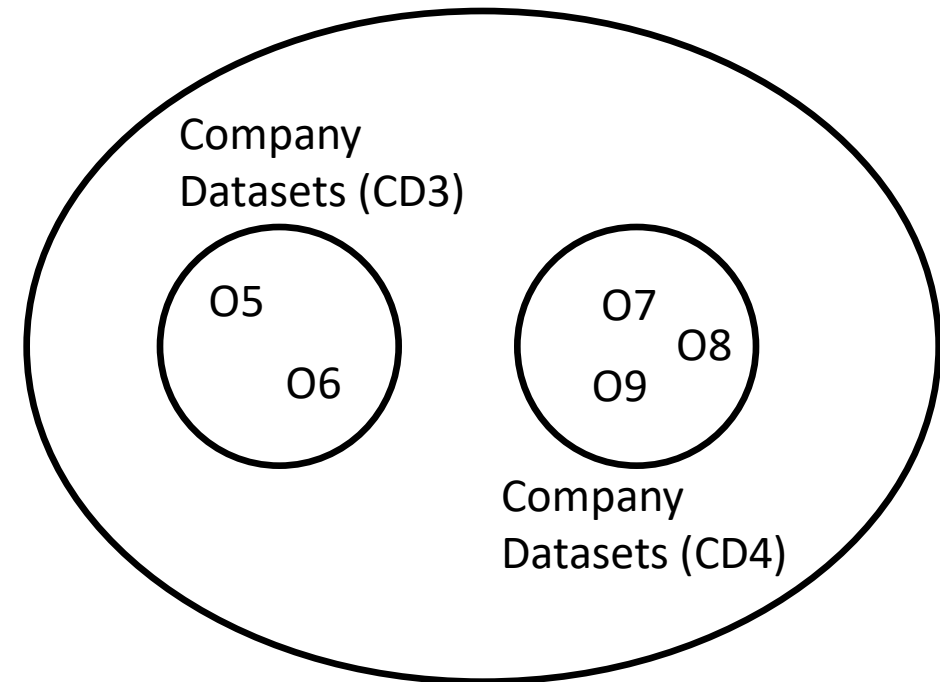 Company
Datasets (CD3)
O5
O6
O7
O8
O9
Company
Datasets (CD4)